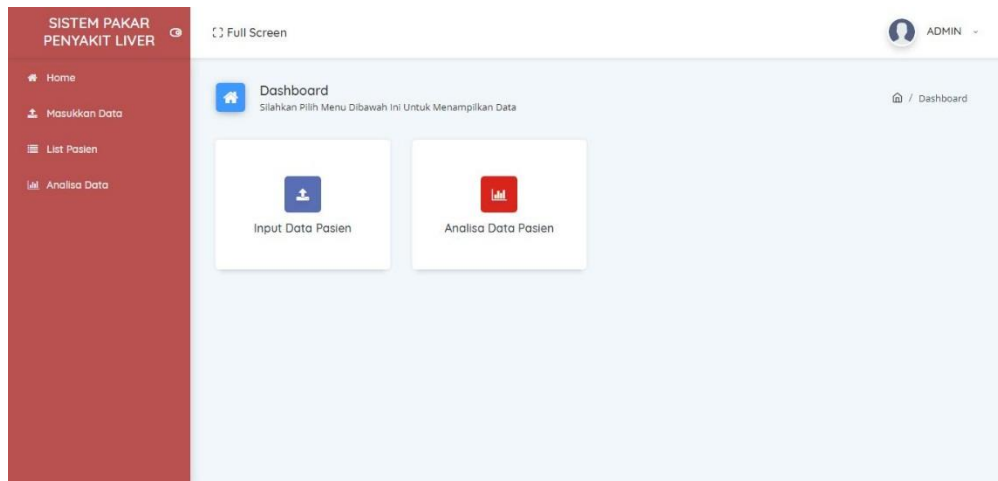 SISTEM PAKAR
PENYAKIT LIVER
Full Screen
ADMIN
Home
Masukkan Data
List Pasien
Analisa Data
Dashboard
Silahkan Pilih Menu Dibawah Ini Untuk Menampilkan Data
/ Dashboard
Input Data Pasien
Analisa Data Pasien